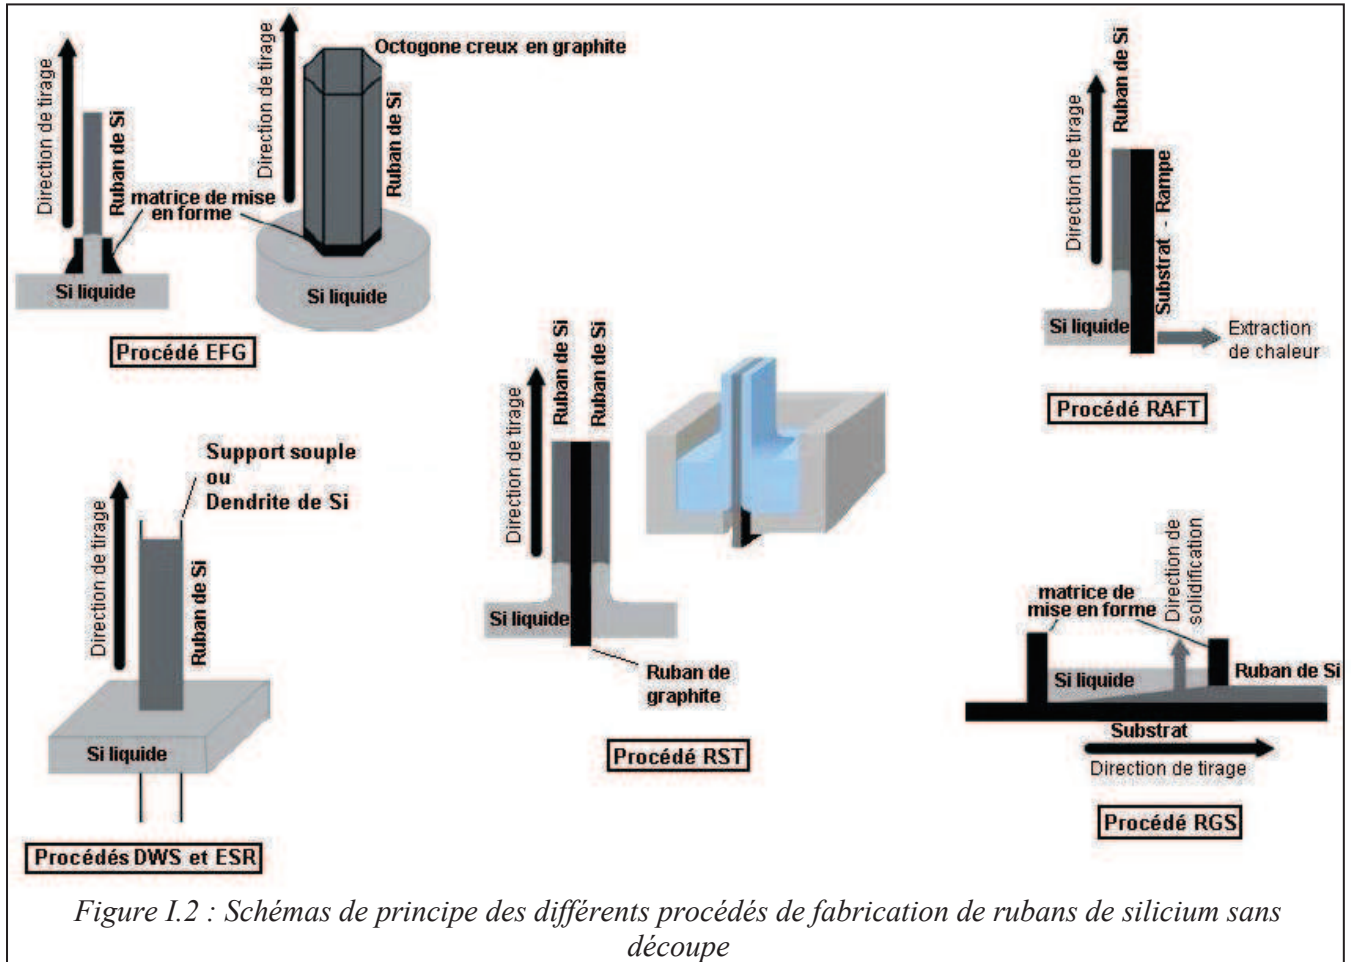 Direction de tirage
Ruban de Si
matrice de mise
en forme
Si liquide
Direction de tirage
Octogone creux en graphite
Ruban de Si
Si liquide
Procédé EFG
Direction de tirage
Ruban de Si
Substrat - Rampe
Si liquide
Extraction
de chaleur
Procédé RAFT
Direction de tirage
Ruban de Si
Ruban de Si
Si liquide
Ruban de
graphite
Procédé RST
Support souple
ou
Dendrite de Si
Direction de tirage
Ruban de Si
Si liquide
Procédés DWS et ESR
matrice de
mise en forme
Direction de
solidification
Si liquide
Ruban de Si
Substrat
Direction de tirage
Procédé RGS
Figure I.2 : Schémas de principe des différents procédés de fabrication de rubans de silicium sans
découpe